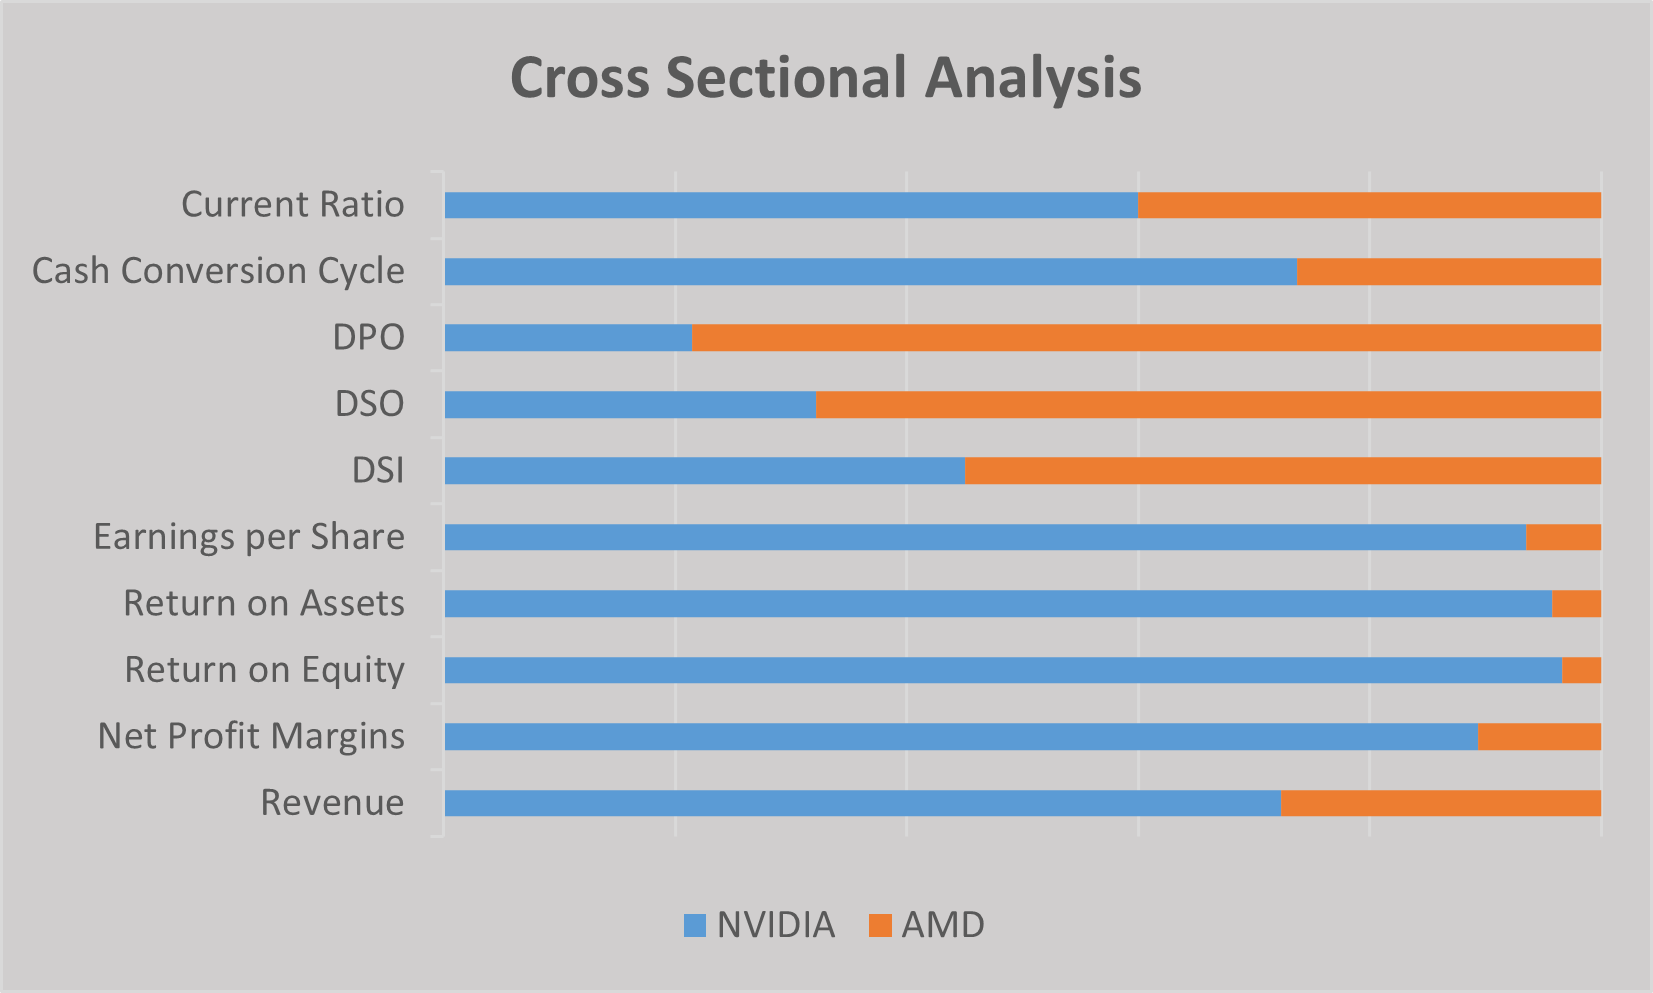 Cross Sectional Analysis
Current Ratio
Cash Conversion Cycle
DPO
DSO
DSI
Earnings per Share
Return on Assets
Return on Equity
Net Profit Margins
Revenue
NVIDIA AMD